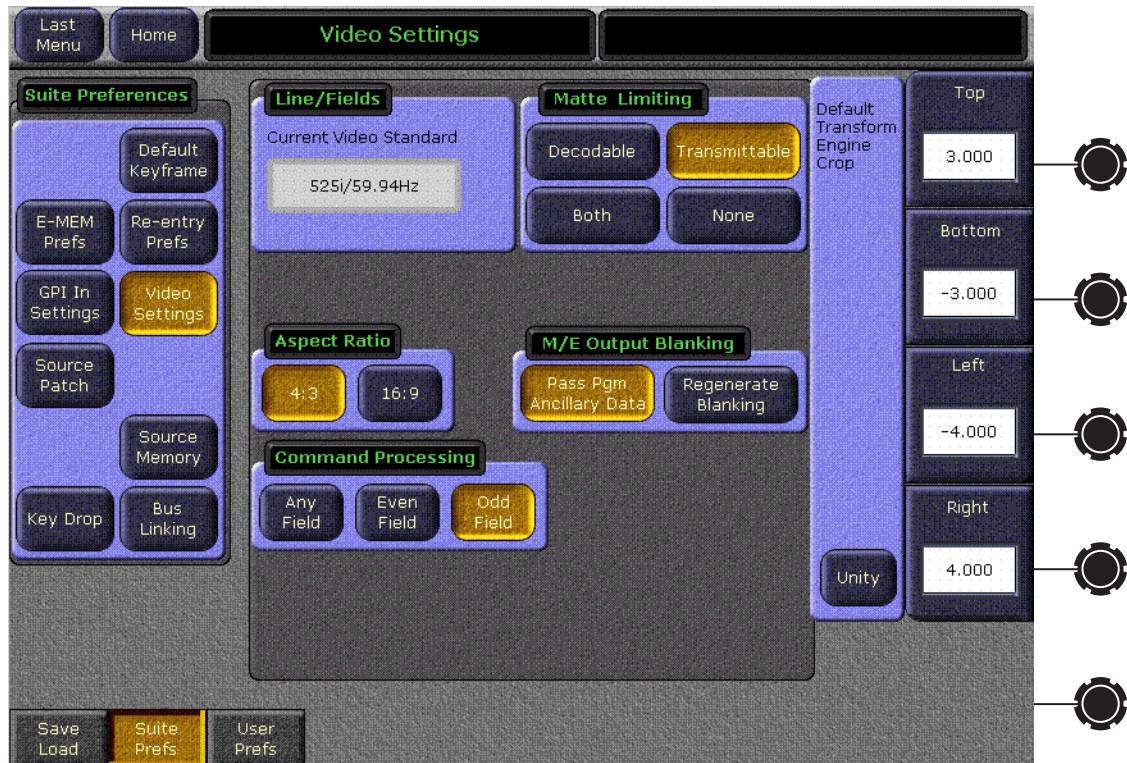 Last
Menu
Home
Video Settings
Suite Preferences
Default
Keyframe
E-MEM
Prefs
Re-entry
Prefs
GPI In
Settings
Video
Settings
Source
Patch
Source
Memory
Key Drop
Bus
Linking
Line/Fields
Current Video Standard
525i/59.94Hz
Matte Limiting
Decodable
Transmittable
Both
None
Aspect Ratio
4:3
16:9
M/E Output Blanking
Pass Pgm
Ancillary Data
Regenerate
Blanking
Command Processing
Any
Field
Even
Field
Odd
Field
Default
Transform
Engine
Crop
Unity
Top
3.000
Bottom
-3.000
Left
-4.000
Right
4.000
Save
Load
Suite
Prefs
User
Prefs